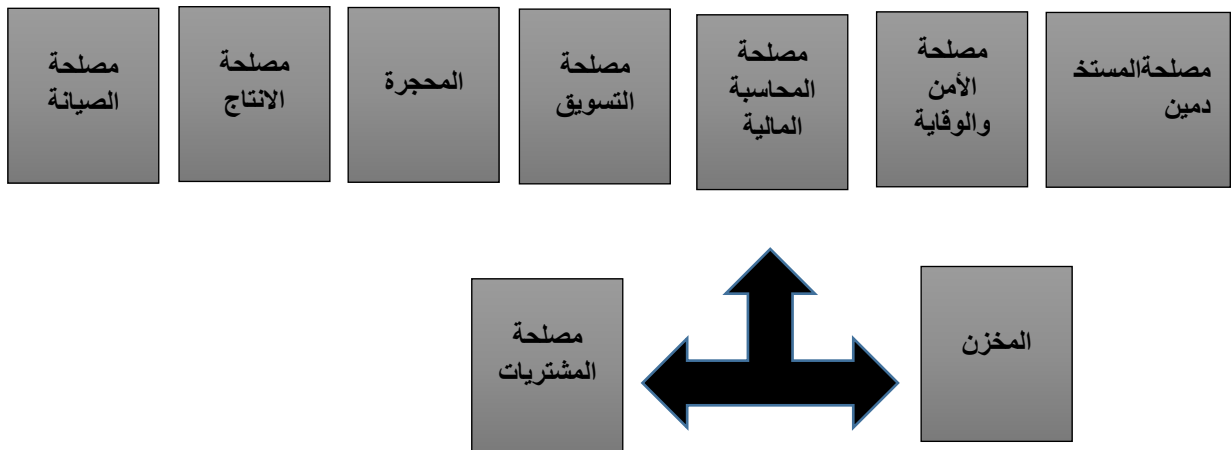 مصلحةالمستخ
دمين
مصلحة
الأمن
والوقاية
مصلحة
المحاسبة
المالية
مصلحة
التسويق
المحجرة
مصلحة
الانتاج
مصلحة
الصيانة
المخزن
مصلحة
المشتريات